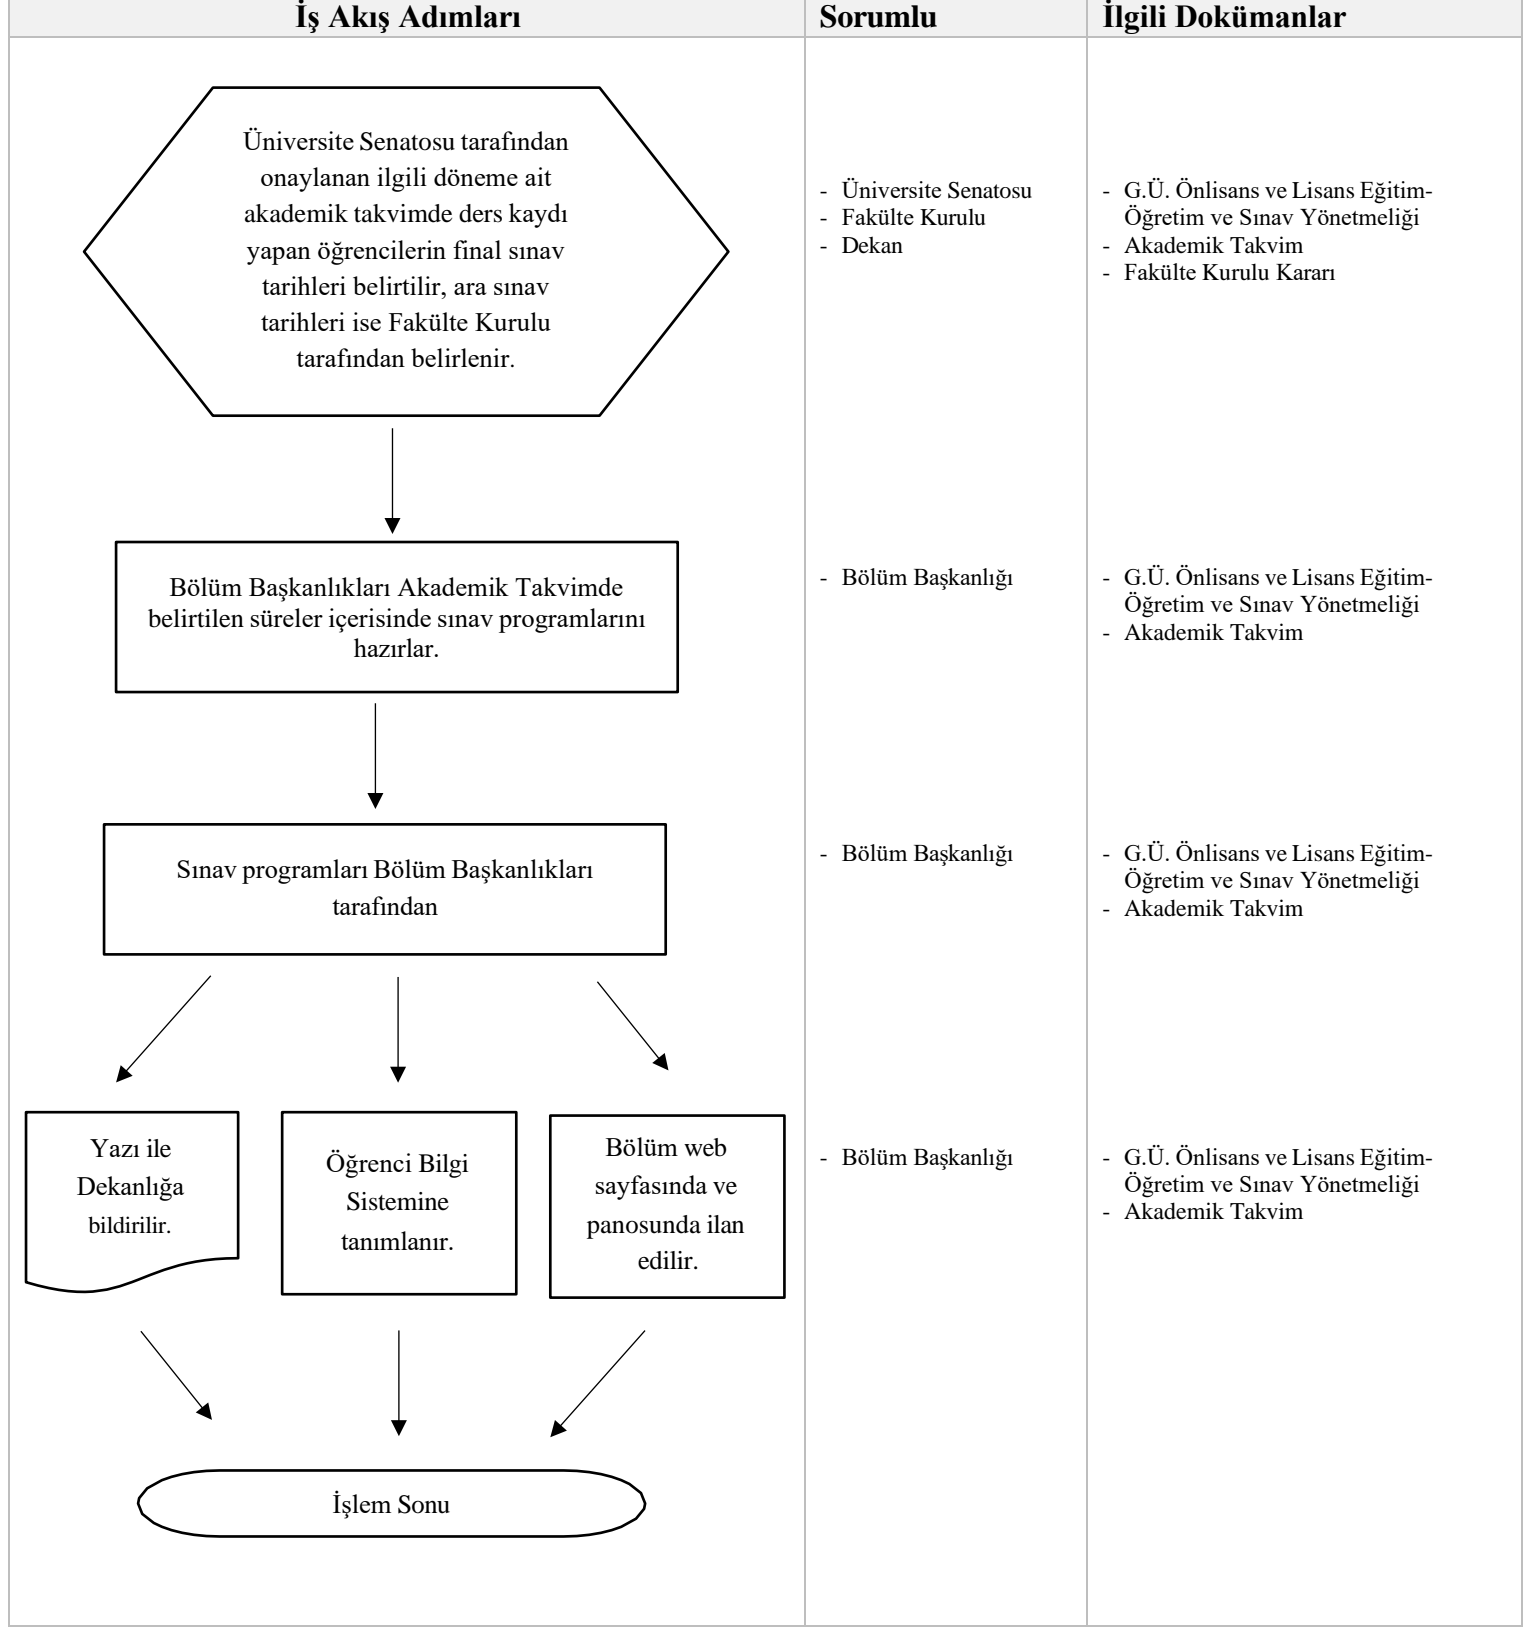 İş Akış Adımları
Sorumlu
İlgili Dokümanlar
Üniversite Senatosu tarafından
onaylanan ilgili döneme ait
akademik takvimde ders kaydı
yapan öğrencilerin final sınav
tarihleri belirtilir, ara sınav
tarihleri ise Fakülte Kurulu
tarafından belirlenir.
- Üniversite Senatosu
- Fakülte Kurulu
- Dekan
- G.Ü. Önlisans ve Lisans Eğitim-
Öğretim ve Sınav Yönetmeliği
- Akademik Takvim
- Fakülte Kurulu Kararı
Bölüm Başkanlıkları Akademik Takvimde
belirtilen süreler içerisinde sınav programlarını
hazırlar.
- Bölüm Başkanlığı
- G.Ü. Önlisans ve Lisans Eğitim-
Öğretim ve Sınav Yönetmeliği
- Akademik Takvim
Sınav programları Bölüm Başkanlıkları
tarafından
- Bölüm Başkanlığı
- G.Ü. Önlisans ve Lisans Eğitim-
Öğretim ve Sınav Yönetmeliği
- Akademik Takvim
Yazı ile
Dekanlığa
bildirilir.
Öğrenci Bilgi
Sistemine
tanımlanır.
Bölüm web
sayfasında ve
panosunda ilan
edilir.
- Bölüm Başkanlığı
- G.Ü. Önlisans ve Lisans Eğitim-
Öğretim ve Sınav Yönetmeliği
- Akademik Takvim
İşlem Sonu